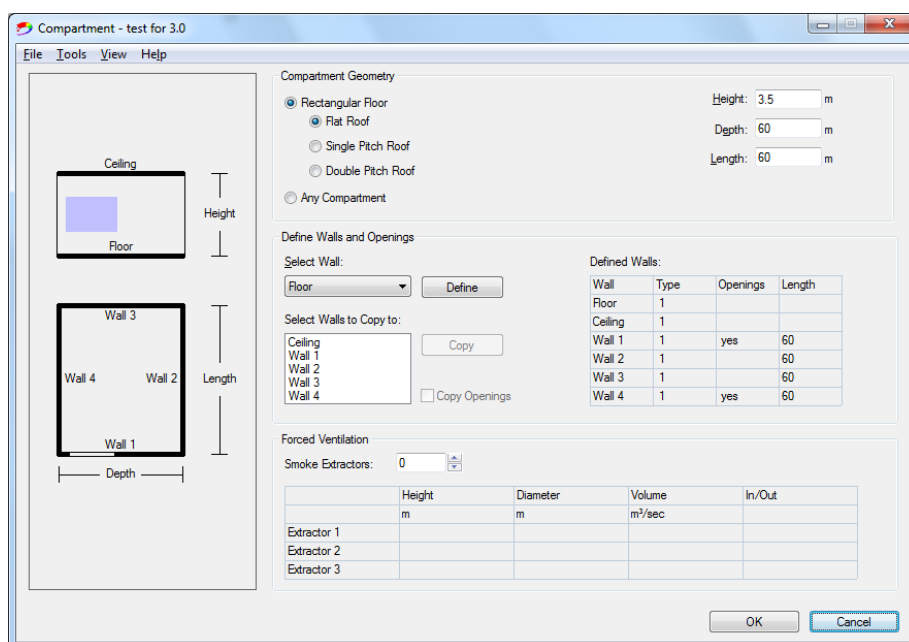 Compartment - test for 3.0
File Tools View Help
Ceiling
Height
Floor
Wall 3
Wall 4 Wall 2 Length
Wall 1
Depth
Compartment Geometry
Rectangular Floor
Flat Roof
Single Pitch Roof
Double Pitch Roof
Any Compartment
Height: 3.5 m
Depth: 60 m
Length: 60 m
Define Walls and Openings
Select Wall:
Floor Define
Select Walls to Copy to:
Ceiling
Wall 1
Wall 2
Wall 3
Wall 4
Copy
Copy Openings
Defined Walls:
Wall Type Openings Length
Floor 1
Ceiling 1
Wall 1 1 yes 60
Wall 2 1 60
Wall 3 1 60
Wall 4 1 yes 60
Forced Ventilation
Smoke Extractors: 0
Height Diameter Volume In/Out
m m m³/sec
Extractor 1
Extractor 2
Extractor 3
OK Cancel